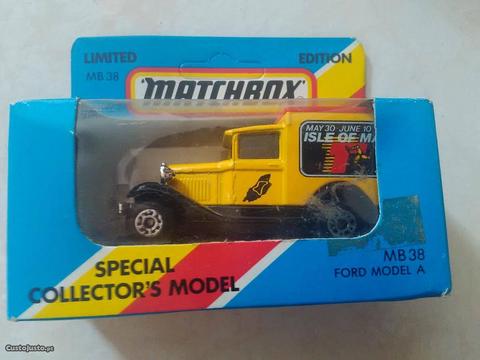 LIMITED EDITION
MB 38
"MATCHBOX"
MAY 30 - JUNE 10
ISLE OF MA
SPECIAL
COLLECTOR'S MODEL
MB 38
FORD MODEL A
CustoJusto.pt